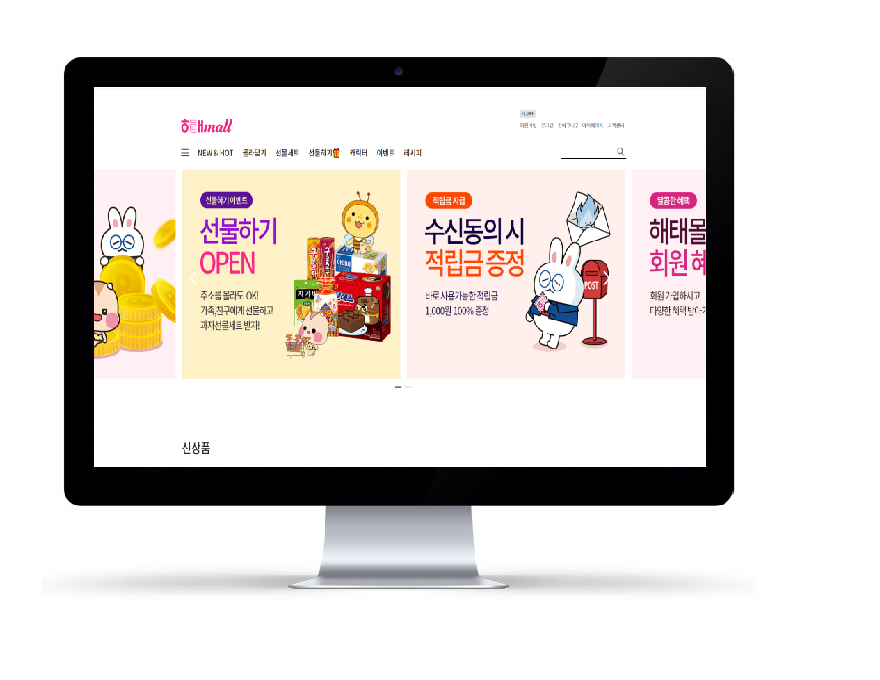 Hmall
회원가입 로그인 장바구니 마이페이지 고객센터
NEW & HOT 골라담기 선물세트 선물하기 캐릭터 이벤트 레시피
선물하기 이벤트
선물하기
OPEN
주소를 몰라도 OK!
가족, 친구에게 선물하고
과자선물세트 받자!
적립금 지급
수신동의 시
적립금 증정
바로 사용가능한 적립금
1,000원 100% 증정
POST
달콤한 혜택
해태몰
회원 혜
회원 가입하시고
다양한 혜택 받아가
신상품